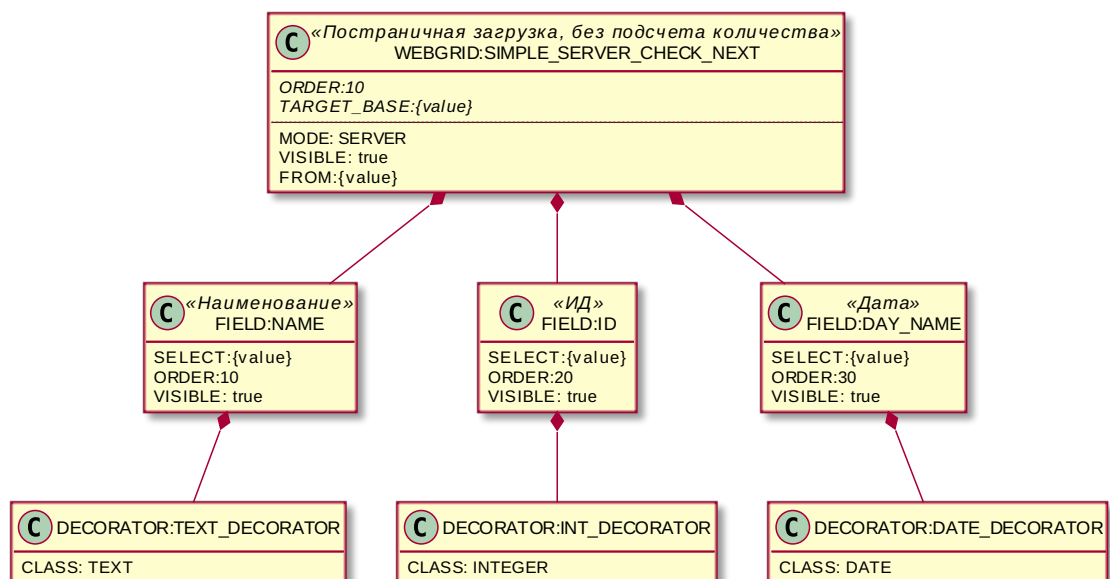 C «Постраничная загрузка, без подсчета количества»
WEBGRID:SIMPLE_SERVER_CHECK_NEXT
ORDER:10
TARGET_BASE:{value}
MODE: SERVER
VISIBLE: true
FROM:{value}
C «Наименование»
FIELD:NAME
SELECT:{value}
ORDER:10
VISIBLE: true
C «ИД»
FIELD:ID
SELECT:{value}
ORDER:20
VISIBLE: true
C «Дата»
FIELD:DAY_NAME
SELECT:{value}
ORDER:30
VISIBLE: true
C DECORATOR:TEXT_DECORATOR
CLASS: TEXT
C DECORATOR:INT_DECORATOR
CLASS: INTEGER
C DECORATOR:DATE_DECORATOR
CLASS: DATE